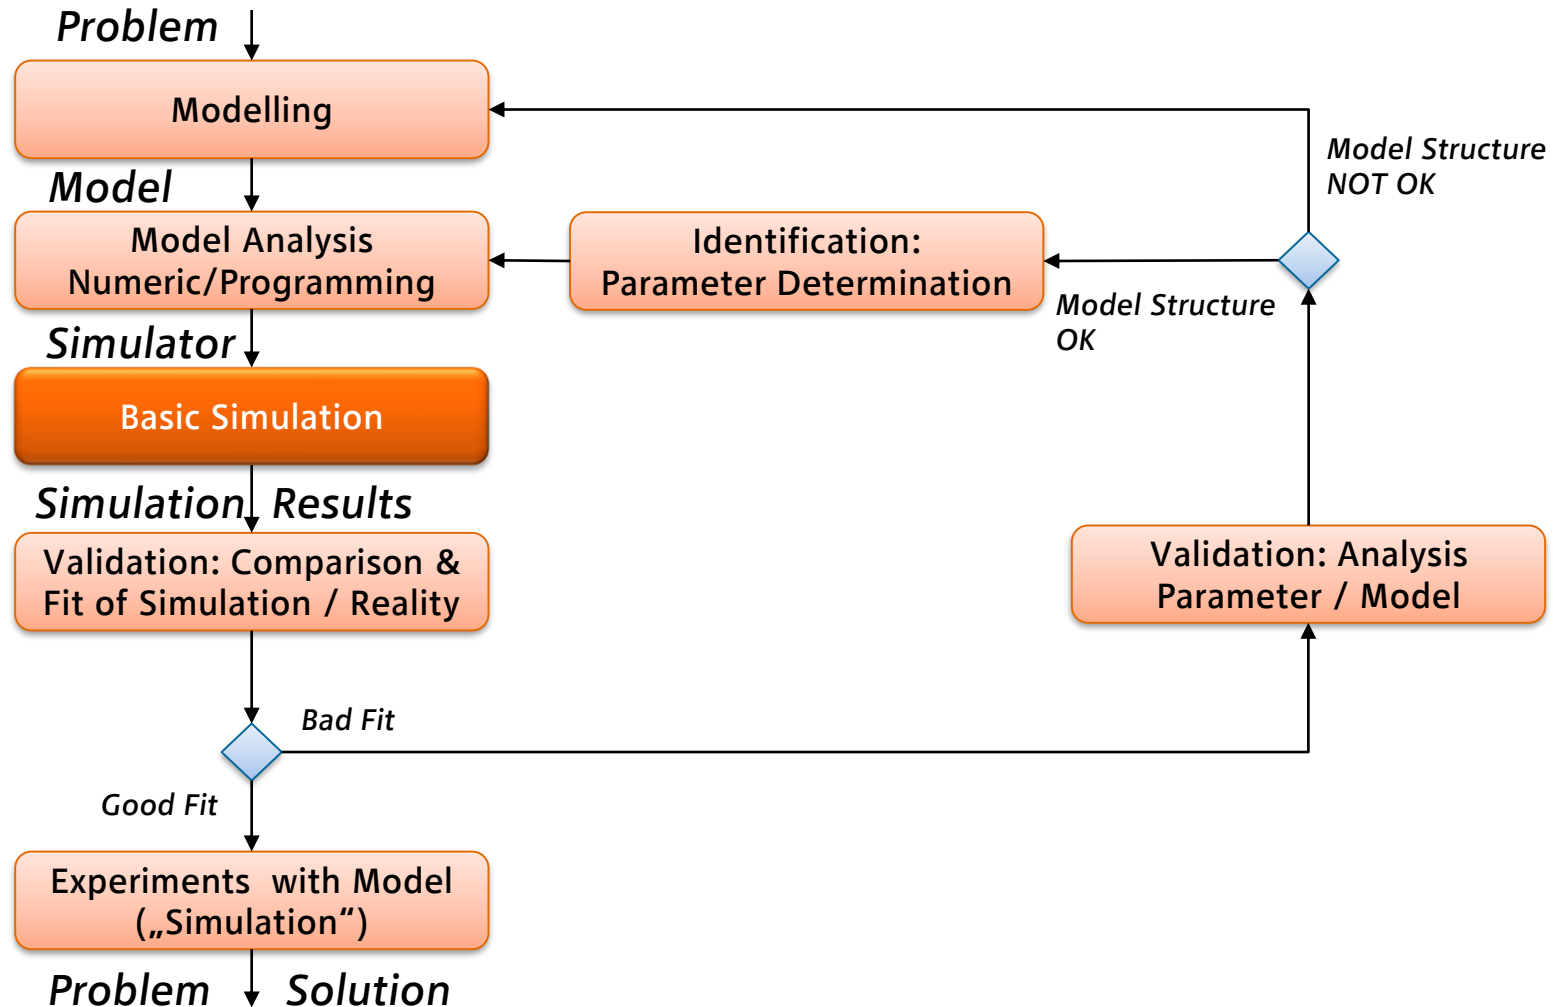 Problem
Modelling
Model Structure
NOT OK
Model
Model Analysis
Numeric/Programming
Identification:
Parameter Determination
Model Structure
OK
Simulator
Basic Simulation
Simulation Results
Validation: Comparison &
Fit of Simulation / Reality
Validation: Analysis
Parameter / Model
Bad Fit
Good Fit
Experiments with Model
(„Simulation“)
Problem Solution